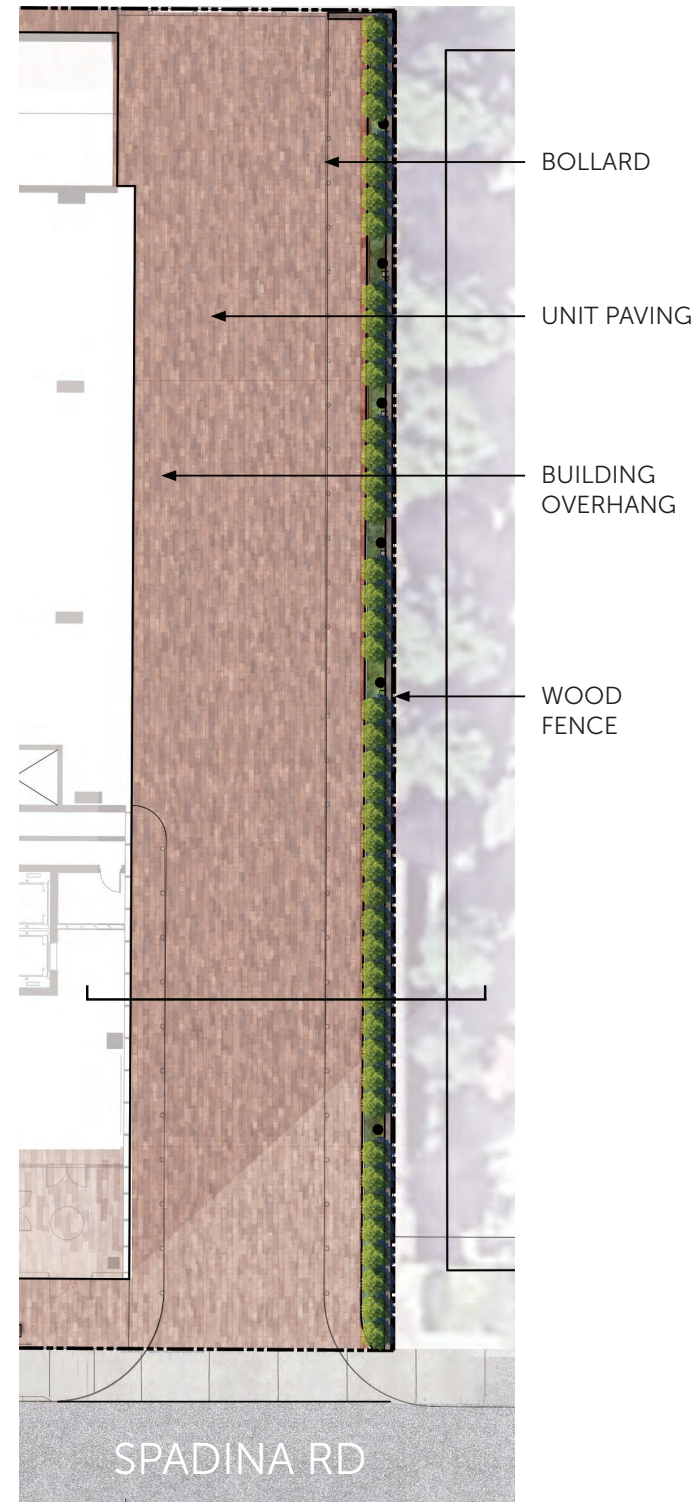 BOLLARD
UNIT PAVING
BUILDING
OVERHANG
WOOD
FENCE
SPADINA RD